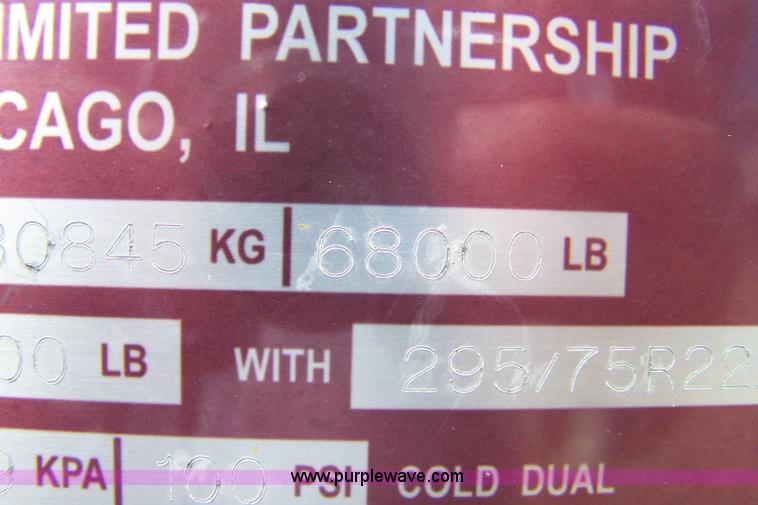 IMITED PARTNERSHIP
CAGO, IL
30845 KG 68000 LB
00 LB WITH 295/75R22.
9 KPA 100 PSI COLD DUAL
www.purplewave.com